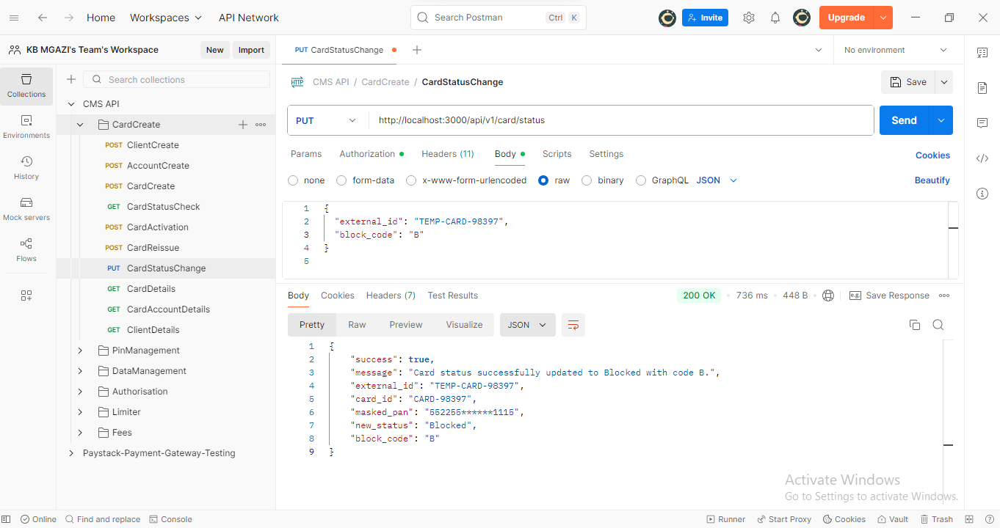 Home Workspaces API Network Search Postman Ctrl K Invite Upgrade
KB MGAZI's Team's Workspace New Import PUT CardStatusChange No environment
Collections
Environments
History
Mock servers
Flows
Search collections
CMS API
CardCreate
POST ClientCreate
POST AccountCreate
POST CardCreate
GET CardStatusCheck
POST CardActivation
POST CardReissue
PUT CardStatusChange
GET CardDetails
GET CardAccountDetails
GET ClientDetails
PinManagement
DataManagement
Authorisation
Limiter
Fees
Paystack-Payment-Gateway-Testing
HTTP CMS API / CardCreate / CardStatusChange Save
PUT http://localhost:3000/api/v1/card/status Send
Params Authorization Headers (11) Body Scripts Settings Cookies
none form-data x-www-form-urlencoded raw binary GraphQL JSON Beautify
1 {
2 "external_id": "TEMP-CARD-98397",
3 "block_code": "B"
4 }
5
Body Cookies Headers (7) Test Results 200 OK 736 ms 448 B e.g. Save Response
Pretty Raw Preview Visualize JSON
1 {
2 "success": true,
3 "message": "Card status successfully updated to Blocked with code B.",
4 "external_id": "TEMP-CARD-98397",
5 "card_id": "CARD-98397",
6 "masked_pan": "552255******1115",
7 "new_status": "Blocked",
8 "block_code": "B"
9 }
Activate Windows
Go to Settings to activate Windows.
Online Find and replace Console Runner Start Proxy Cookies Vault Trash